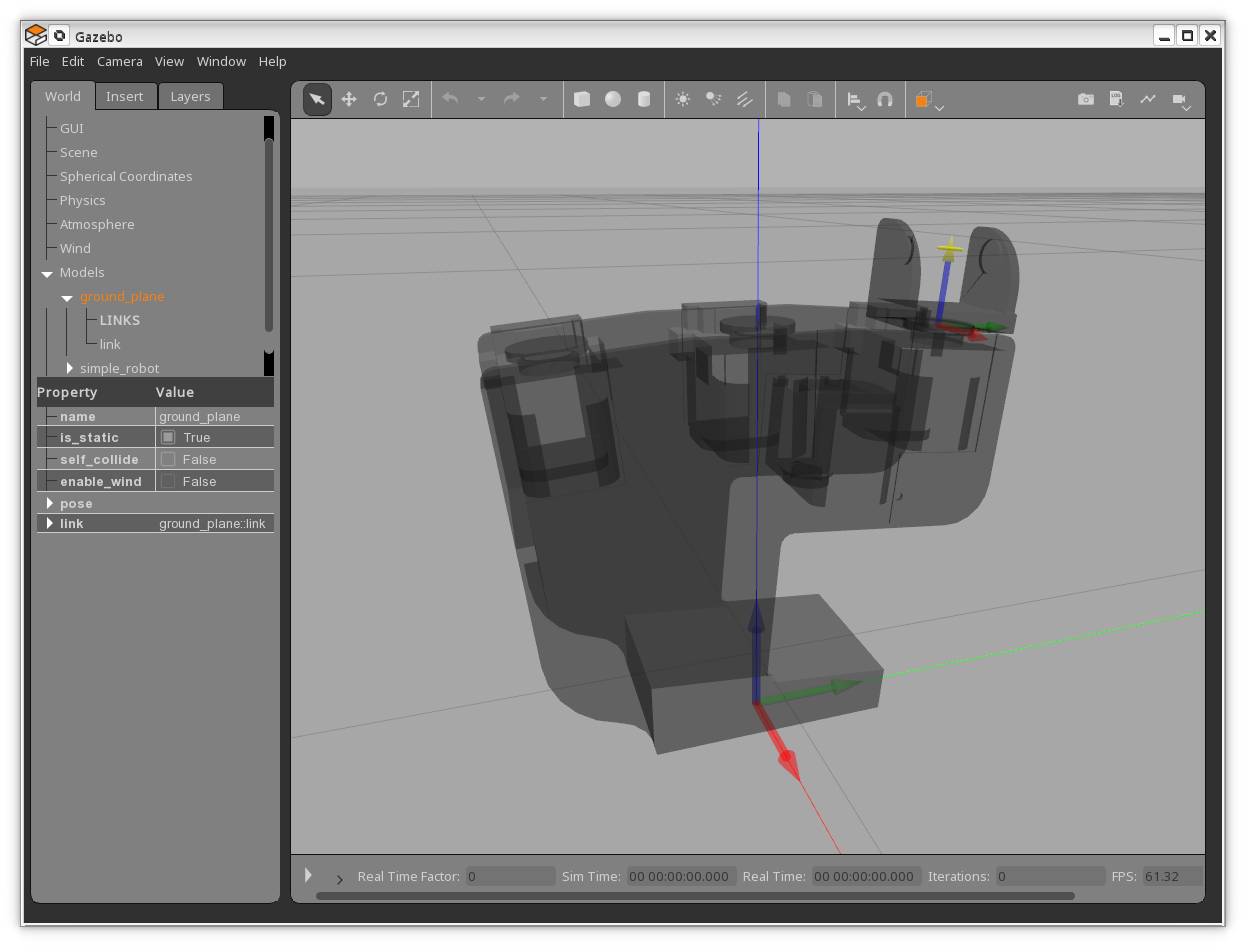 Gazebo
File Edit Camera View Window Help
World Insert Layers
GUI
Scene
Spherical Coordinates
Physics
Atmosphere
Wind
Models
ground_plane
LINKS
link
simple_robot
Property Value
name ground_plane
is_static True
self_collide False
enable_wind False
pose
link ground_plane::link
LOG
Real Time Factor: 0 Sim Time: 00 00:00:00.000 Real Time: 00 00:00:00.000 Iterations: 0 FPS: 61.32